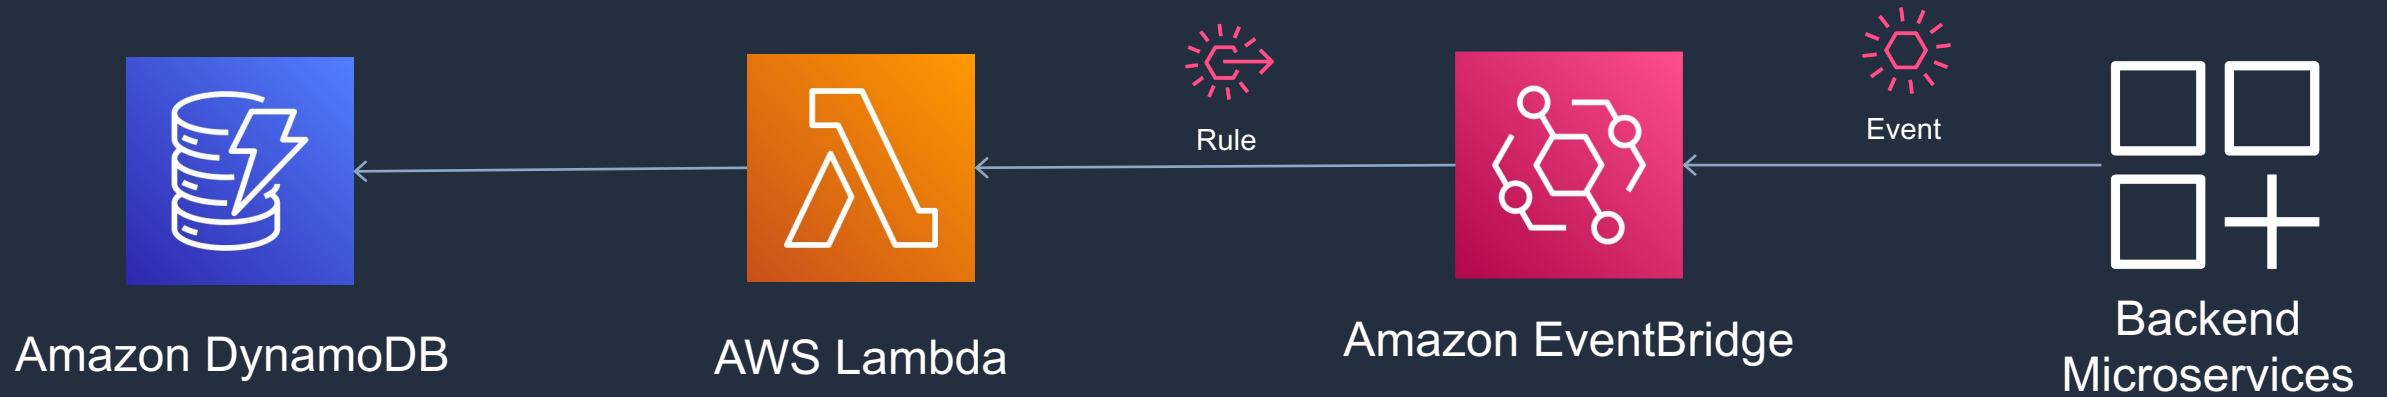 Rule
Event
Amazon DynamoDB
AWS Lambda
Amazon EventBridge
Backend
Microservices